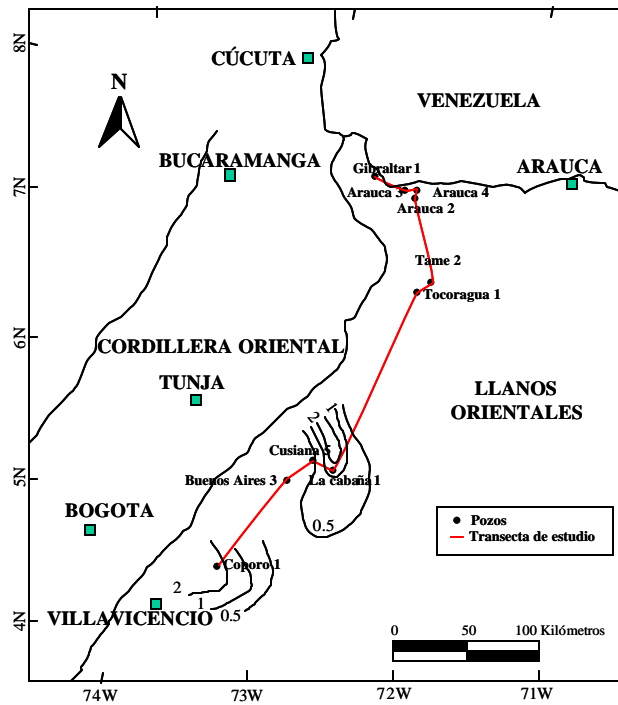 8N
CÚCUTA
N
VENEZUELA
BUCARAMANGA
Gibraltar 1
ARAUCA
7N
Arauca 3
Arauca 4
Arauca 2
Tame 2
Tocoragua 1
6N
CORDILLERA ORIENTAL
TUNJA
LLANOS
ORIENTALES
1
2
Cusiana 5
5N
Buenos Aires 3
La cabaña 1
BOGOTA
0.5
Pozos
Transecta de estudio
Coporo 1
2
1
0.5
4N
VILLAVICENCIO
0 50 100 Kilómetros
74W 73W 72W 71W